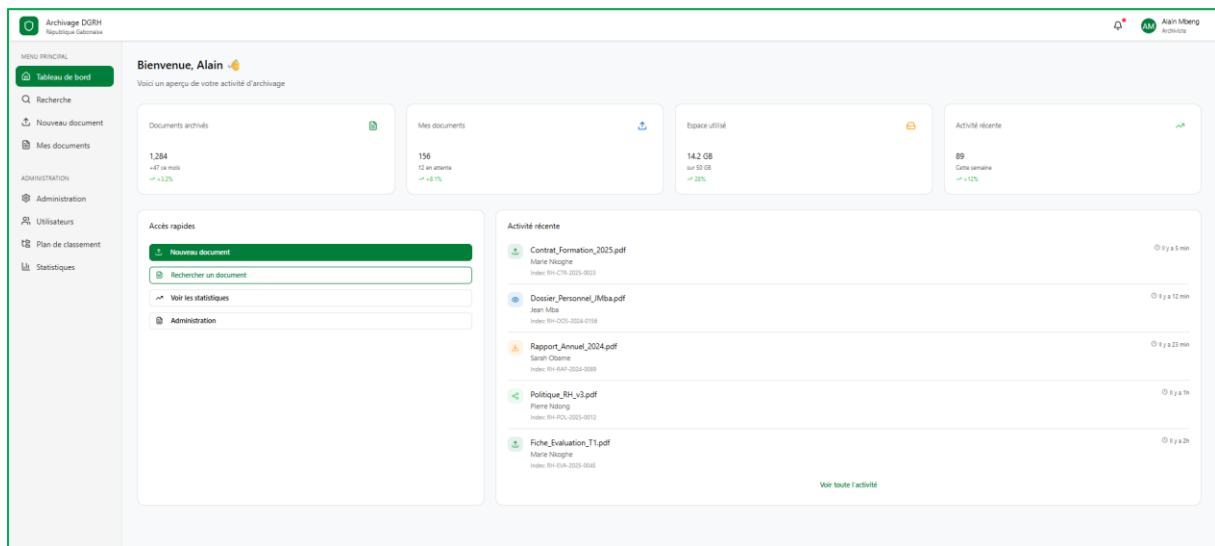 Archivage DGRH
République Gabonaise
AM
Alain Mbeng
Archiviste
MENU PRINCIPAL
Tableau de bord
Recherche
Nouveau document
Mes documents
ADMINISTRATION
Administration
Utilisateurs
Plan de classement
Statistiques
Bienvenue, Alain 👋
Voici un aperçu de votre activité d'archivage
Documents archivés
1,284
+47 ce mois
+3.2%
Mes documents
156
12 en attente
+8.1%
Espace utilisé
14.2 GB
sur 50 GB
28%
Activité récente
89
Cette semaine
+12%
Accès rapides
Nouveau document
Rechercher un document
Voir les statistiques
Administration
Activité récente
Contrat_Formation_2025.pdf
Il y a 5 min
Marie Nkoghe
Index: RH-CTR-2025-0023
Dossier_Personnel_JMba.pdf
Il y a 12 min
Jean Mba
Index: RH-DOS-2024-0156
Rapport_Annuel_2024.pdf
Il y a 23 min
Sarah Obame
Index: RH-RAP-2024-0089
Politique_RH_v3.pdf
Il y a 1h
Pierre Ndong
Index: RH-POL-2025-0012
Fiche_Evaluation_T1.pdf
Il y a 2h
Marie Nkoghe
Index: RH-EVA-2025-0045
Voir toute l'activité